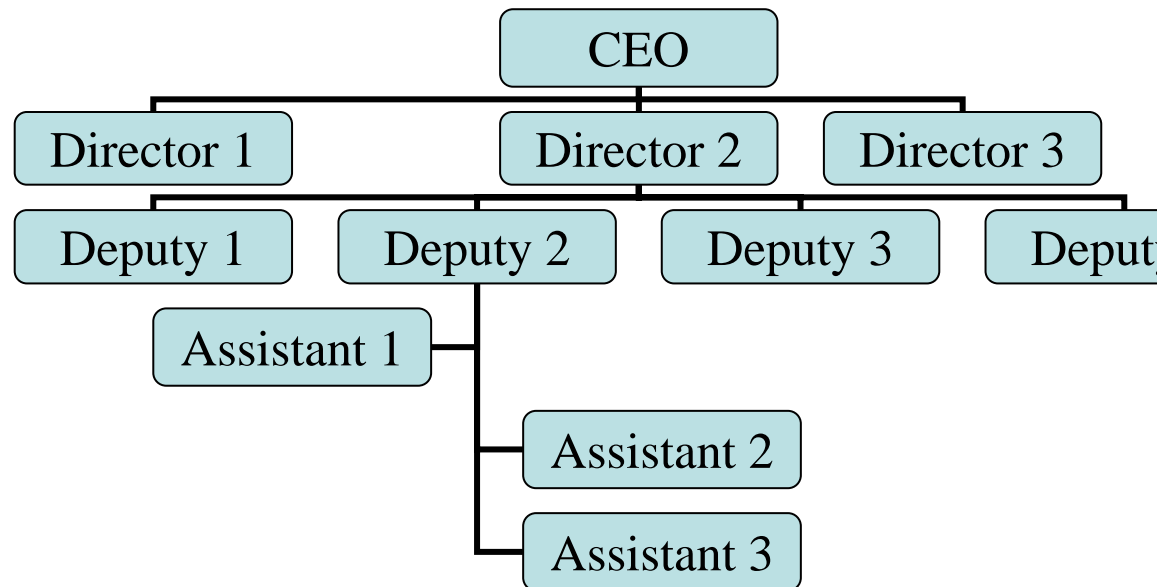 CEO
Director 1
Director 2
Director 3
Deputy 1
Deputy 2
Deputy 3
Deputy
Assistant 1
Assistant 2
Assistant 3